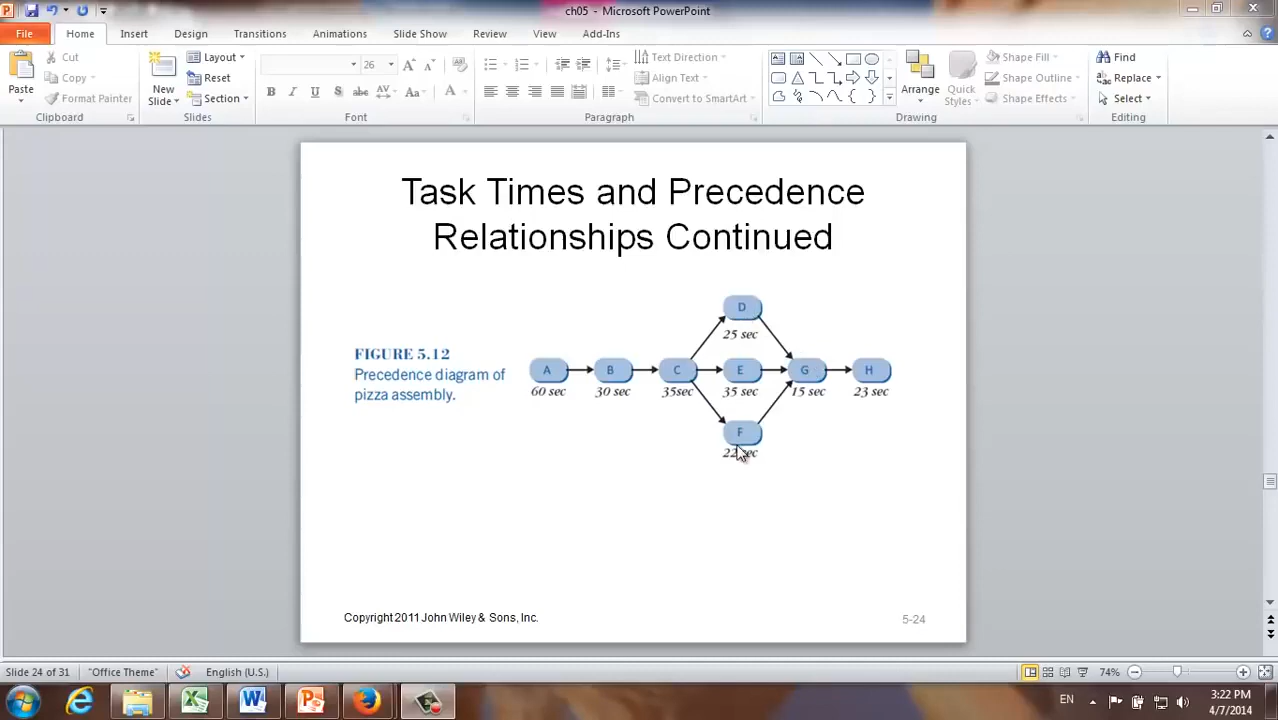 ch05 - Microsoft PowerPoint
File Home Insert Design Transitions Animations Slide Show Review View Add-Ins
Paste
Cut
Copy
Format Painter
Clipboard
New
Slide
Layout
Reset
Section
Slides
26
B I U S abc AV Aa A
Font
Text Direction
Align Text
Convert to SmartArt
Paragraph
Arrange
Quick
Styles
Shape Fill
Shape Outline
Shape Effects
Drawing
Find
Replace
Select
Editing
Task Times and Precedence
Relationships Continued
FIGURE 5.12
Precedence diagram of
pizza assembly.
D
25 sec
A B C E G H
60 sec 30 sec 35sec 35 sec 15 sec 23 sec
F
22 sec
Copyright 2011 John Wiley & Sons, Inc.
5-24
Slide 24 of 31 "Office Theme" English (U.S.) 74%
EN
3:22 PM
4/7/2014